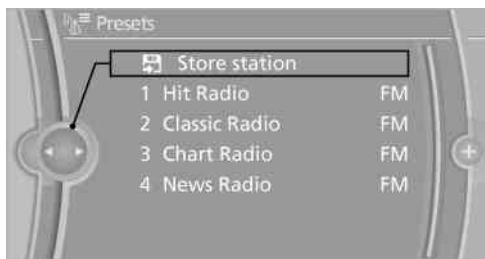 Presets
Store station
1 Hit Radio FM
2 Classic Radio FM
3 Chart Radio FM
4 News Radio FM